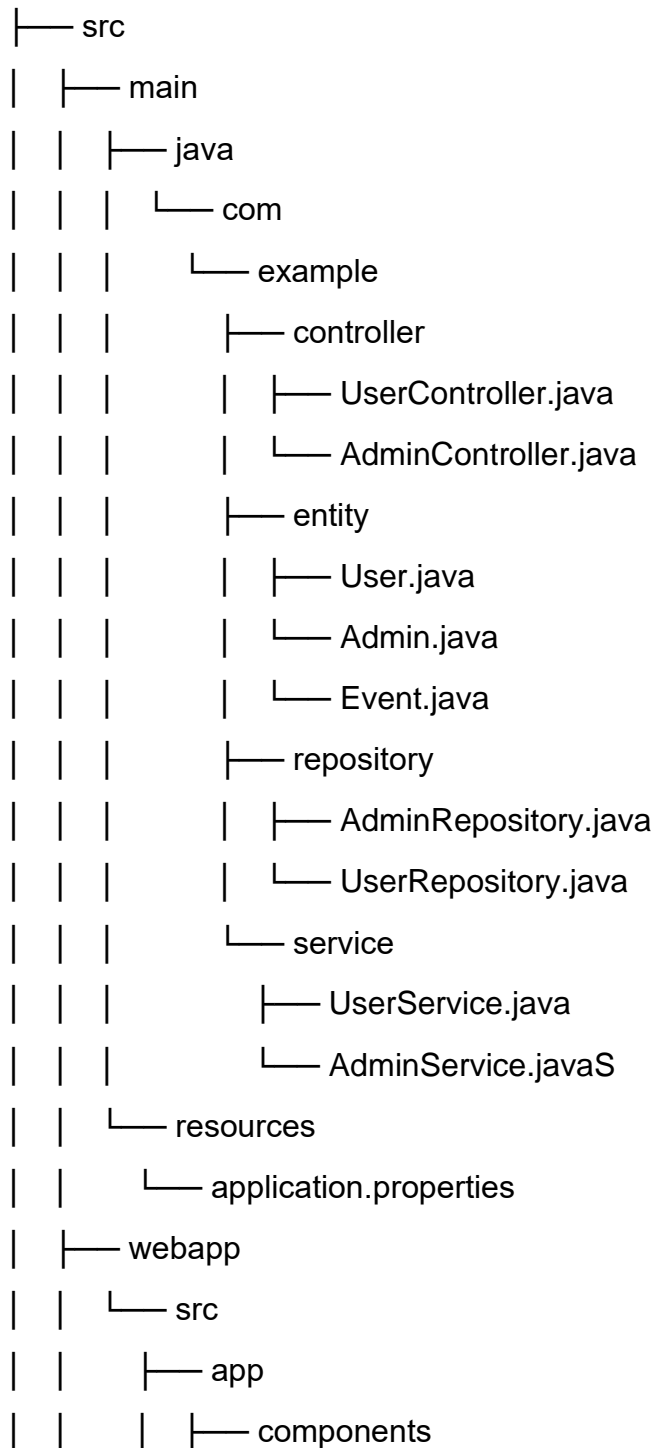 ├── src
│ ├── main
│ │ ├── java
│ │ │ └── com
│ │ │ └── example
│ │ │ ├── controller
│ │ │ │ ├── UserController.java
│ │ │ │ └── AdminController.java
│ │ │ ├── entity
│ │ │ │ ├── User.java
│ │ │ │ └── Admin.java
│ │ │ │ └── Event.java
│ │ │ ├── repository
│ │ │ │ ├── AdminRepository.java
│ │ │ │ └── UserRepository.java
│ │ │ └── service
│ │ │ ├── UserService.java
│ │ │ └── AdminService.javaS
│ │ └── resources
│ │ └── application.properties
│ ├── webapp
│ │ └── src
│ │ ├── app
│ │ │ ├── components